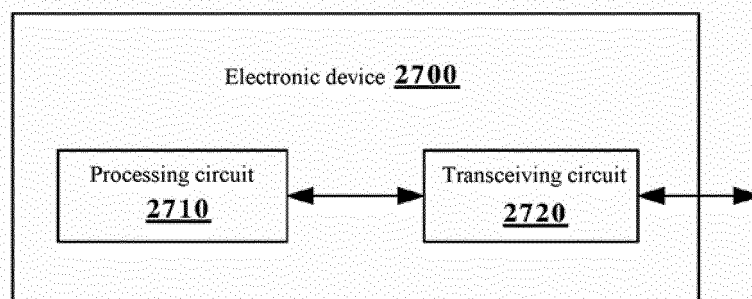 Electronic device 2700
Processing circuit
2710
Transceiving circuit
2720